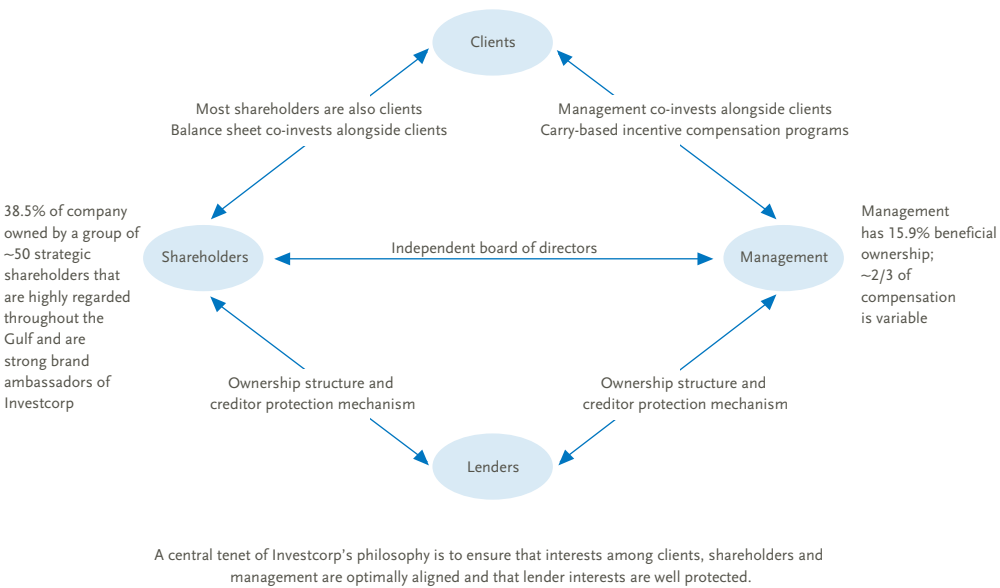 Clients
Most shareholders are also clients
Balance sheet co-invests alongside clients
Management co-invests alongside clients
Carry-based incentive compensation programs
38.5% of company
owned by a group of
~50 strategic
shareholders that
are highly regarded
throughout the
Gulf and are
strong brand
ambassadors of
Investcorp
Shareholders
Independent board of directors
Management
Management
has 15.9% beneficial
ownership;
~2/3 of
compensation
is variable
Ownership structure and
creditor protection mechanism
Ownership structure and
creditor protection mechanism
Lenders
A central tenet of Investcorp’s philosophy is to ensure that interests among clients, shareholders and
management are optimally aligned and that lender interests are well protected.